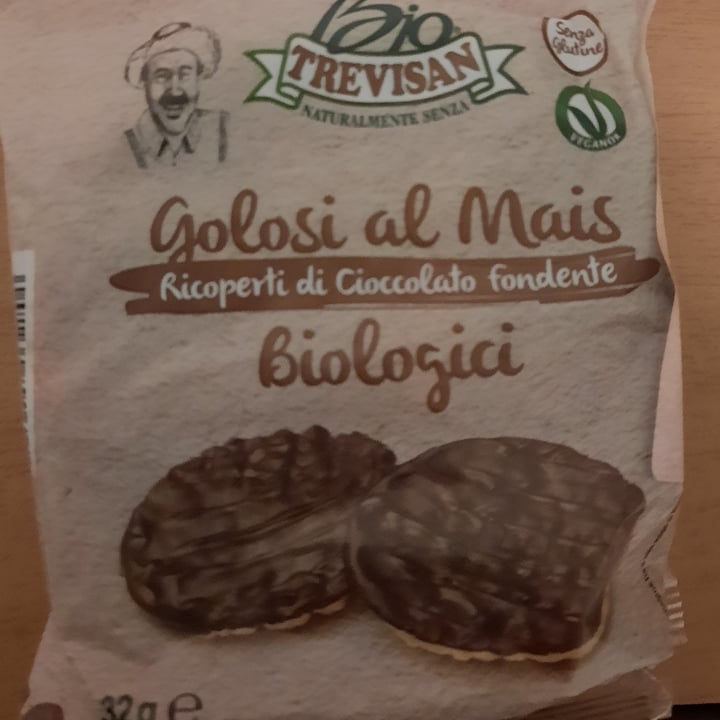 Bio
TREVISAN
NATURALMENTE SENZA
Senza
Glutine
VEGANOK
Golosi al Mais
Ricoperti di Cioccolato fondente
Biologici
32g e